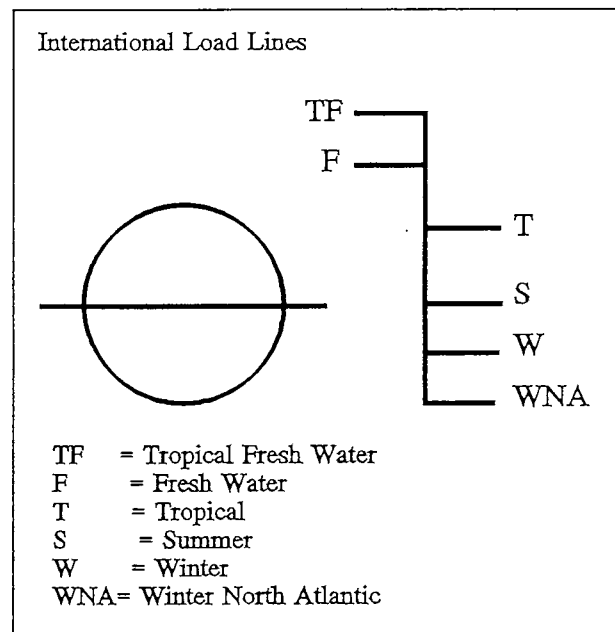 International Load Lines
TF
F
T
S
W
WNA
TF = Tropical Fresh Water
F = Fresh Water
T = Tropical
S = Summer
W = Winter
WNA= Winter North Atlantic